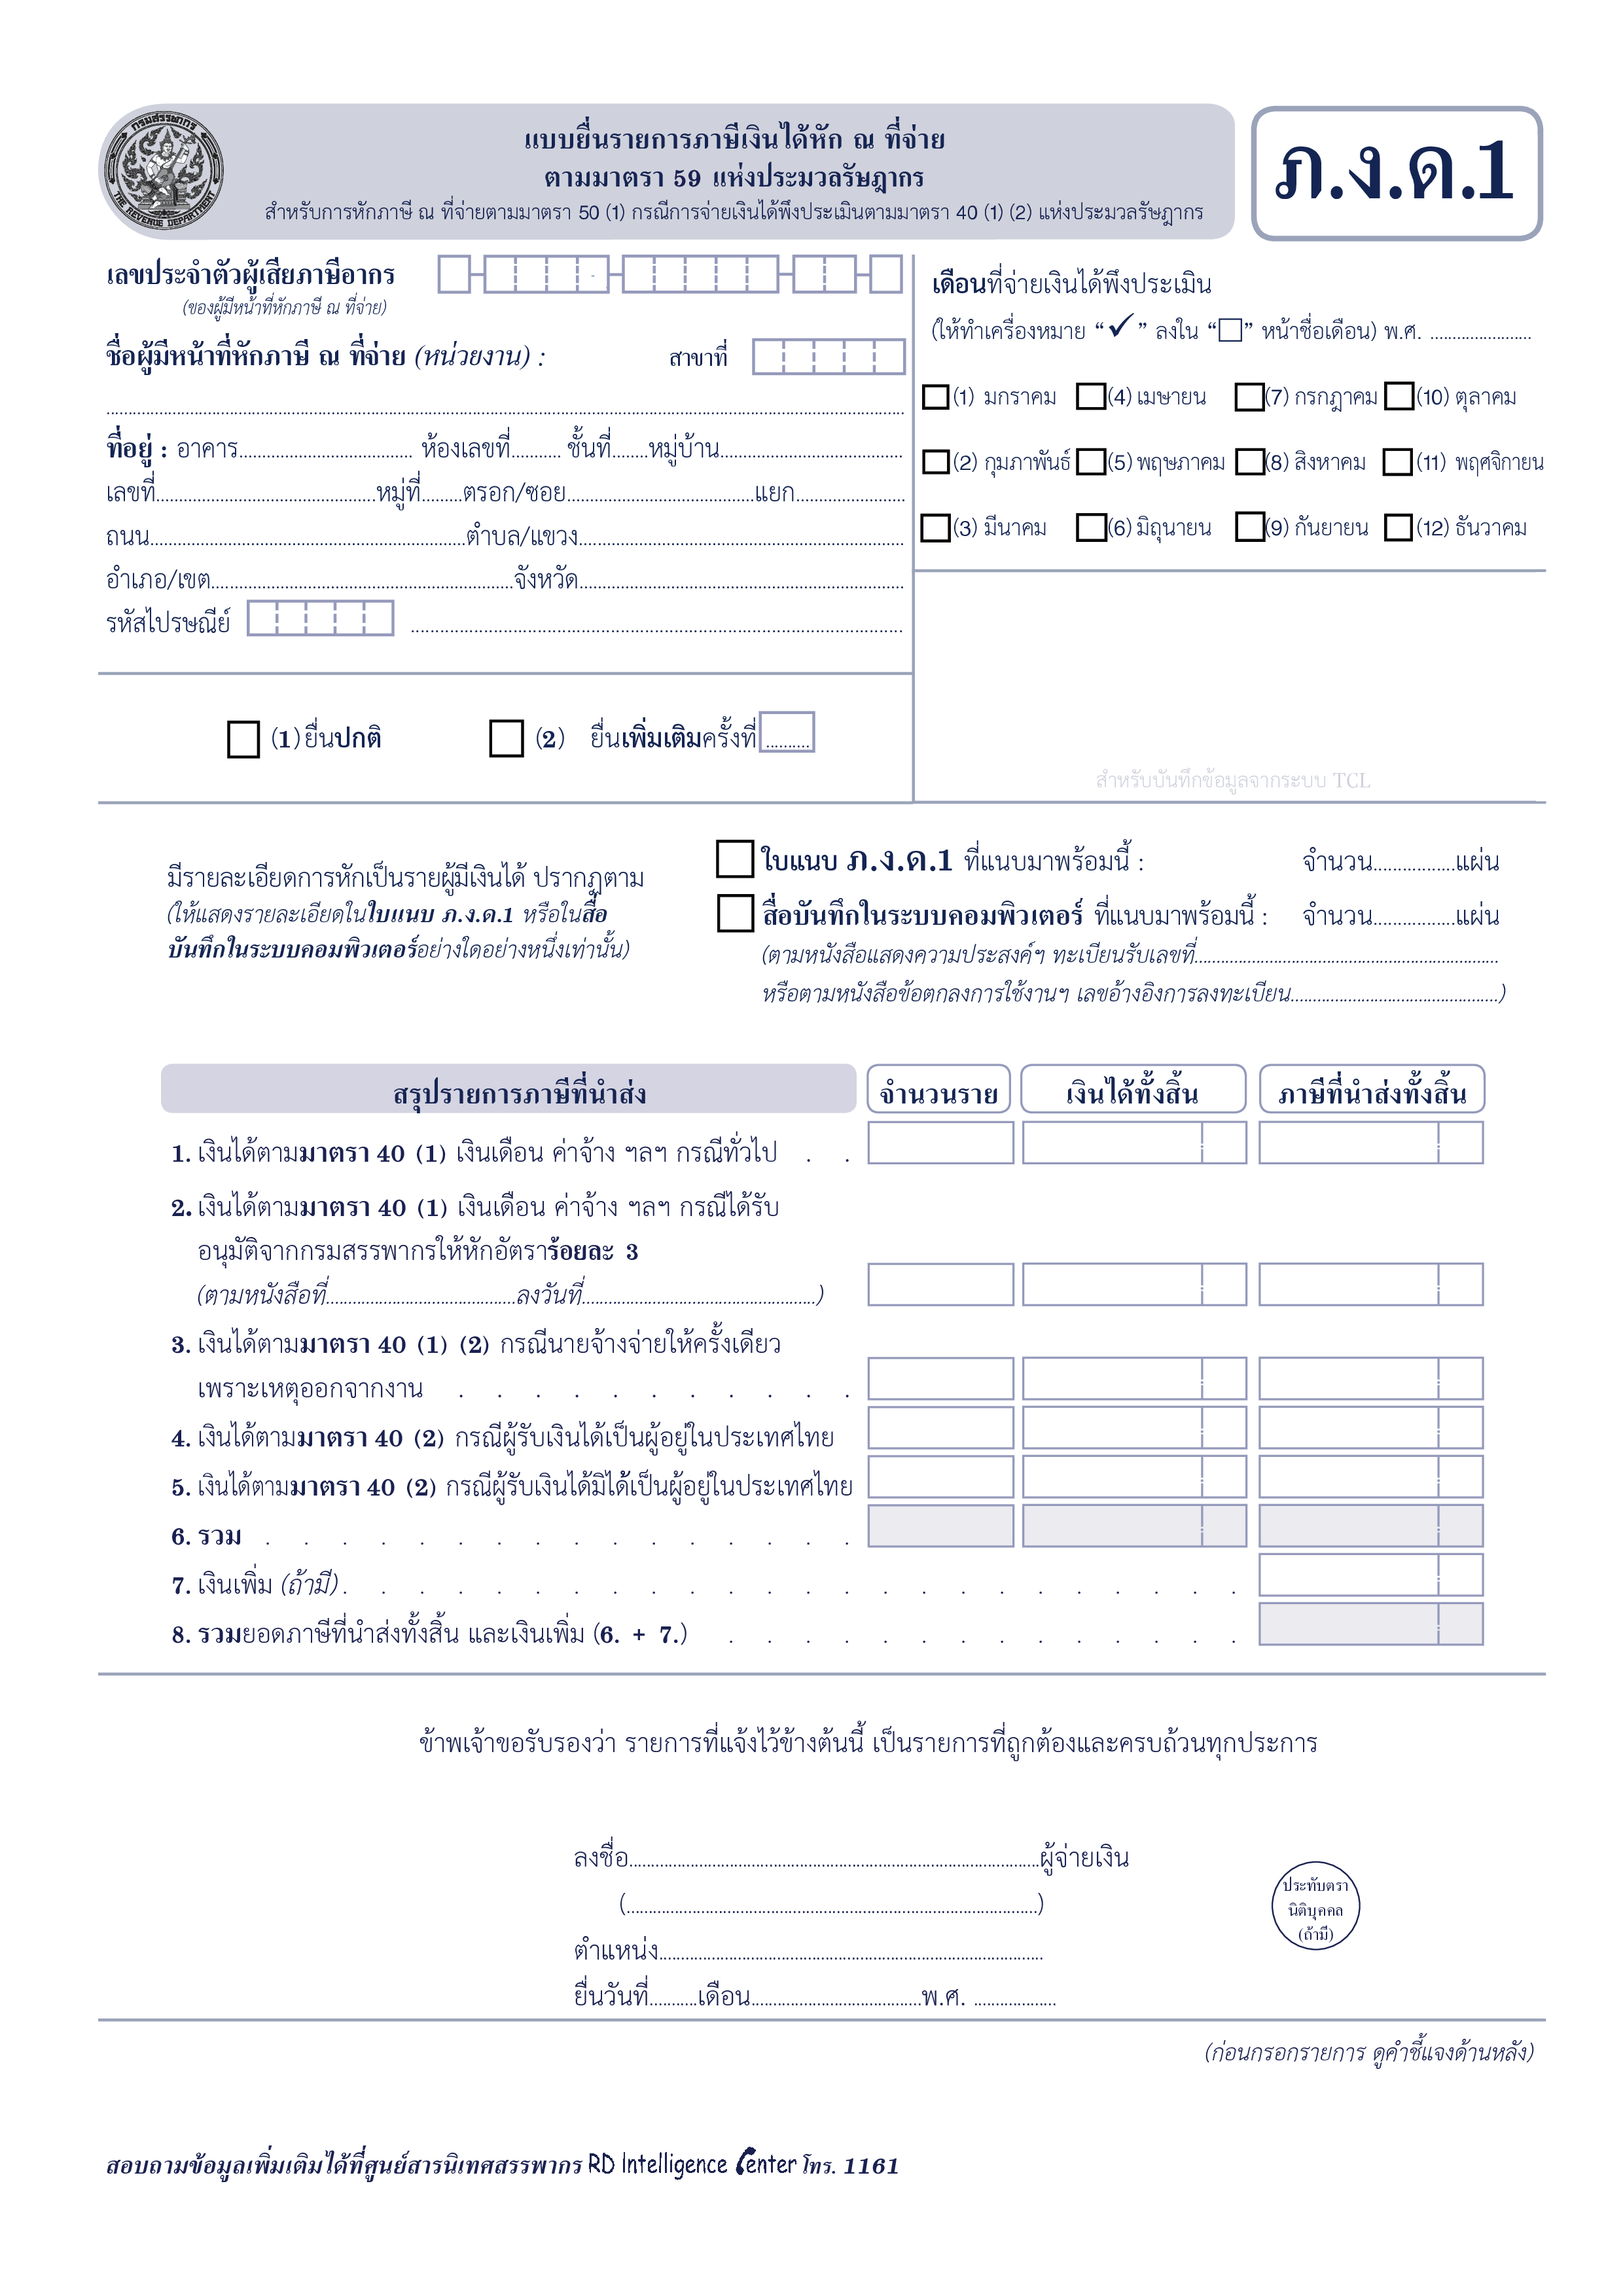 กรมสรรพากร
THE REVENUE DEPARTMENT
แบบยื่นรายการภาษีเงินได้หัก ณ ที่จ่าย
ตามมาตรา 59 แห่งประมวลรัษฎากร
สำหรับการหักภาษี ณ ที่จ่ายตามมาตรา 50 (1) กรณีการจ่ายเงินได้พึงประเมินตามมาตรา 40 (1) (2) แห่งประมวลรัษฎากร
ภ.ง.ด.1
เลขประจำตัวผู้เสียภาษีอากร
(ของผู้มีหน้าที่หักภาษี ณ ที่จ่าย)
ชื่อผู้มีหน้าที่หักภาษี ณ ที่จ่าย (หน่วยงาน) : สาขาที่
ที่อยู่ : อาคาร........ ห้องเลขที่........ ชั้นที่........หมู่บ้าน........
เลขที่........หมู่ที่........ตรอก/ซอย........แยก........
ถนน........ตำบล/แขวง........
อำเภอ/เขต........จังหวัด........
รหัสไปรษณีย์ ........
(1) ยื่นปกติ (2) ยื่นเพิ่มเติมครั้งที่ ........
เดือนที่จ่ายเงินได้พึงประเมิน
(ให้ทำเครื่องหมาย “✓” ลงใน “□” หน้าชื่อเดือน) พ.ศ. ........
(1) มกราคม (4) เมษายน (7) กรกฎาคม (10) ตุลาคม
(2) กุมภาพันธ์ (5) พฤษภาคม (8) สิงหาคม (11) พฤศจิกายน
(3) มีนาคม (6) มิถุนายน (9) กันยายน (12) ธันวาคม
สำหรับบันทึกข้อมูลจากระบบ TCL
มีรายละเอียดการหักเป็นรายผู้มีเงินได้ ปรากฏตาม
(ให้แสดงรายละเอียดในใบแนบ ภ.ง.ด.1 หรือในสื่อ
บันทึกในระบบคอมพิวเตอร์อย่างใดอย่างหนึ่งเท่านั้น)
ใบแนบ ภ.ง.ด.1 ที่แนบมาพร้อมนี้ : จำนวน........แผ่น
สื่อบันทึกในระบบคอมพิวเตอร์ ที่แนบมาพร้อมนี้ : จำนวน........แผ่น
(ตามหนังสือแสดงความประสงค์ฯ ทะเบียนรับเลขที่........
หรือตามหนังสือข้อตกลงการใช้งานฯ เลขอ้างอิงการลงทะเบียน........)
สรุปรายการภาษีที่นำส่ง จำนวนราย เงินได้ทั้งสิ้น ภาษีที่นำส่งทั้งสิ้น
1. เงินได้ตามมาตรา 40 (1) เงินเดือน ค่าจ้าง ฯลฯ กรณีทั่วไป . .
2. เงินได้ตามมาตรา 40 (1) เงินเดือน ค่าจ้าง ฯลฯ กรณีได้รับ
อนุมัติจากกรมสรรพากรให้หักอัตราร้อยละ 3
(ตามหนังสือที่........ลงวันที่........)
3. เงินได้ตามมาตรา 40 (1) (2) กรณีนายจ้างจ่ายให้ครั้งเดียว
เพราะเหตุออกจากงาน . . . . . . . . . . .
4. เงินได้ตามมาตรา 40 (2) กรณีผู้รับเงินได้เป็นผู้อยู่ในประเทศไทย
5. เงินได้ตามมาตรา 40 (2) กรณีผู้รับเงินได้มิได้เป็นผู้อยู่ในประเทศไทย
6. รวม . . . . . . . . . . . . . . . .
7. เงินเพิ่ม (ถ้ามี) . . . . . . . . . . . . . . . . . . . . . . . .
8. รวมยอดภาษีที่นำส่งทั้งสิ้น และเงินเพิ่ม (6. + 7.) . . . . . . . . . . . . . .
ข้าพเจ้าขอรับรองว่า รายการที่แจ้งไว้ข้างต้นนี้ เป็นรายการที่ถูกต้องและครบถ้วนทุกประการ
ลงชื่อ........ผู้จ่ายเงิน
(........)
ตำแหน่ง........
ยื่นวันที่........เดือน........พ.ศ. ........
ประทับตรา
นิติบุคคล
(ถ้ามี)
(ก่อนกรอกรายการ ดูคำชี้แจงด้านหลัง)
สอบถามข้อมูลเพิ่มเติมได้ที่ศูนย์สารนิเทศสรรพากร RD Intelligence Center โทร. 1161